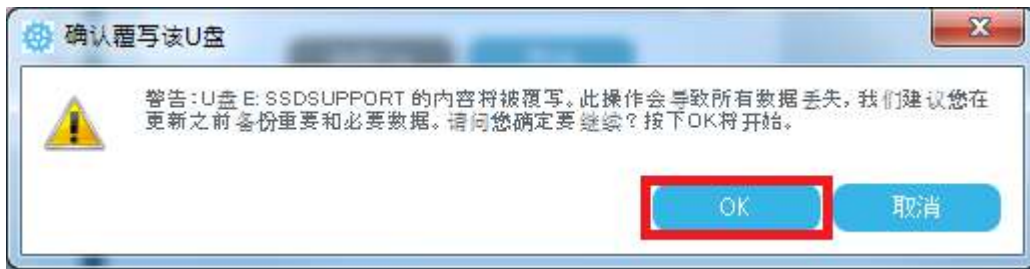 确认覆写该U盘
警告:U盘 E: SSDSUPPORT 的内容将被覆写。此操作会导致所有数据丢失,我们建议您在
更新之前备份重要和必要数据。请问您确定要继续?按下OK将开始。
OK
取消